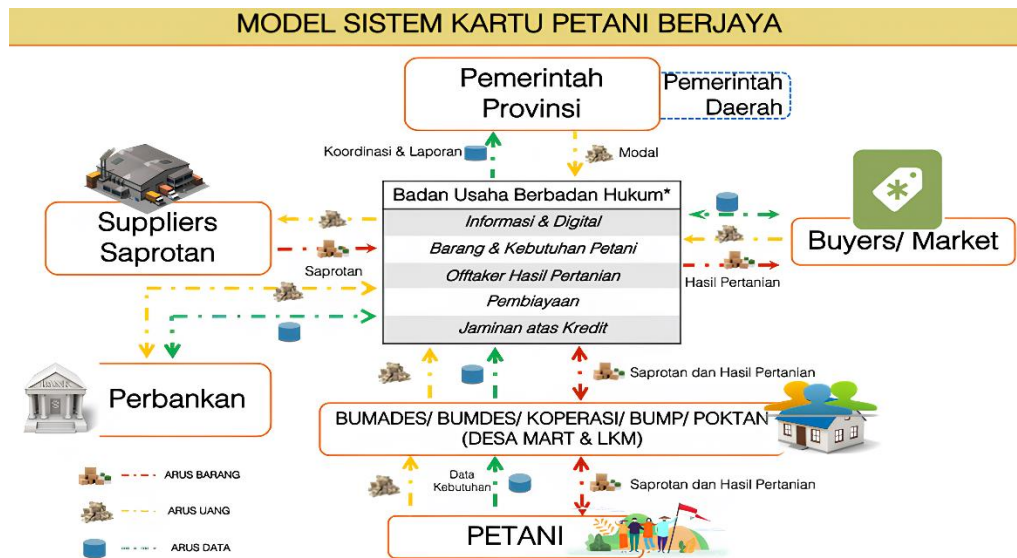 MODEL SISTEM KARTU PETANI BERJAYA
Pemerintah
Provinsi
Pemerintah
Daerah
Koordinasi & Laporan
Modal
Badan Usaha Berbadan Hukum*
Informasi & Digital
Barang & Kebutuhan Petani
Offtaker Hasil Pertanian
Pembiayaan
Jaminan atas Kredit
Suppliers
Saprotan
Saprotan
Buyers/ Market
Hasil Pertanian
BANK
Perbankan
Saprotan dan Hasil Pertanian
BUMADES/ BUMDES/ KOPERASI/ BUMP/ POKTAN
(DESA MART & LKM)
Data
Kebutuhan
Saprotan dan Hasil Pertanian
PETANI
ARUS BARANG
ARUS UANG
ARUS DATA